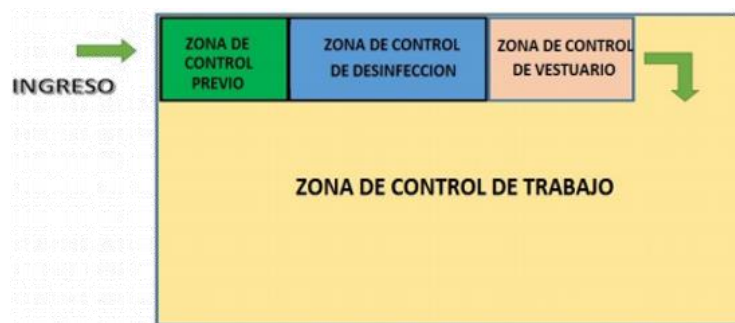 INGRESO
ZONA DE
CONTROL
PREVIO
ZONA DE CONTROL
DE DESINFECCION
ZONA DE CONTROL
DE VESTUARIO
ZONA DE CONTROL DE TRABAJO